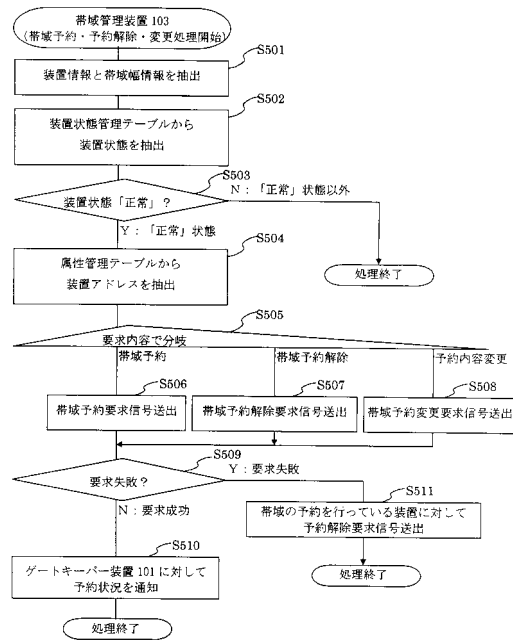 帯域管理装置 103
(帯域予約・予約解除・変更処理開始)
S501
装置情報と帯域幅情報を抽出
S502
装置状態管理テーブルから
装置状態を抽出
S503
装置状態「正常」?
N:「正常」状態以外
Y:「正常」状態
処理終了
S504
属性管理テーブルから
装置アドレスを抽出
S505
要求内容で分岐
帯域予約
帯域予約解除
予約内容変更
S506
S507
S508
帯域予約要求信号送出
帯域予約解除要求信号送出
帯域予約変更要求信号送出
S509
要求失敗?
Y:要求失敗
N:要求成功
S511
帯域の予約を行っている装置に対して
予約解除要求信号送出
処理終了
S510
ゲートキーパー装置 101 に対して
予約状況を通知
処理終了